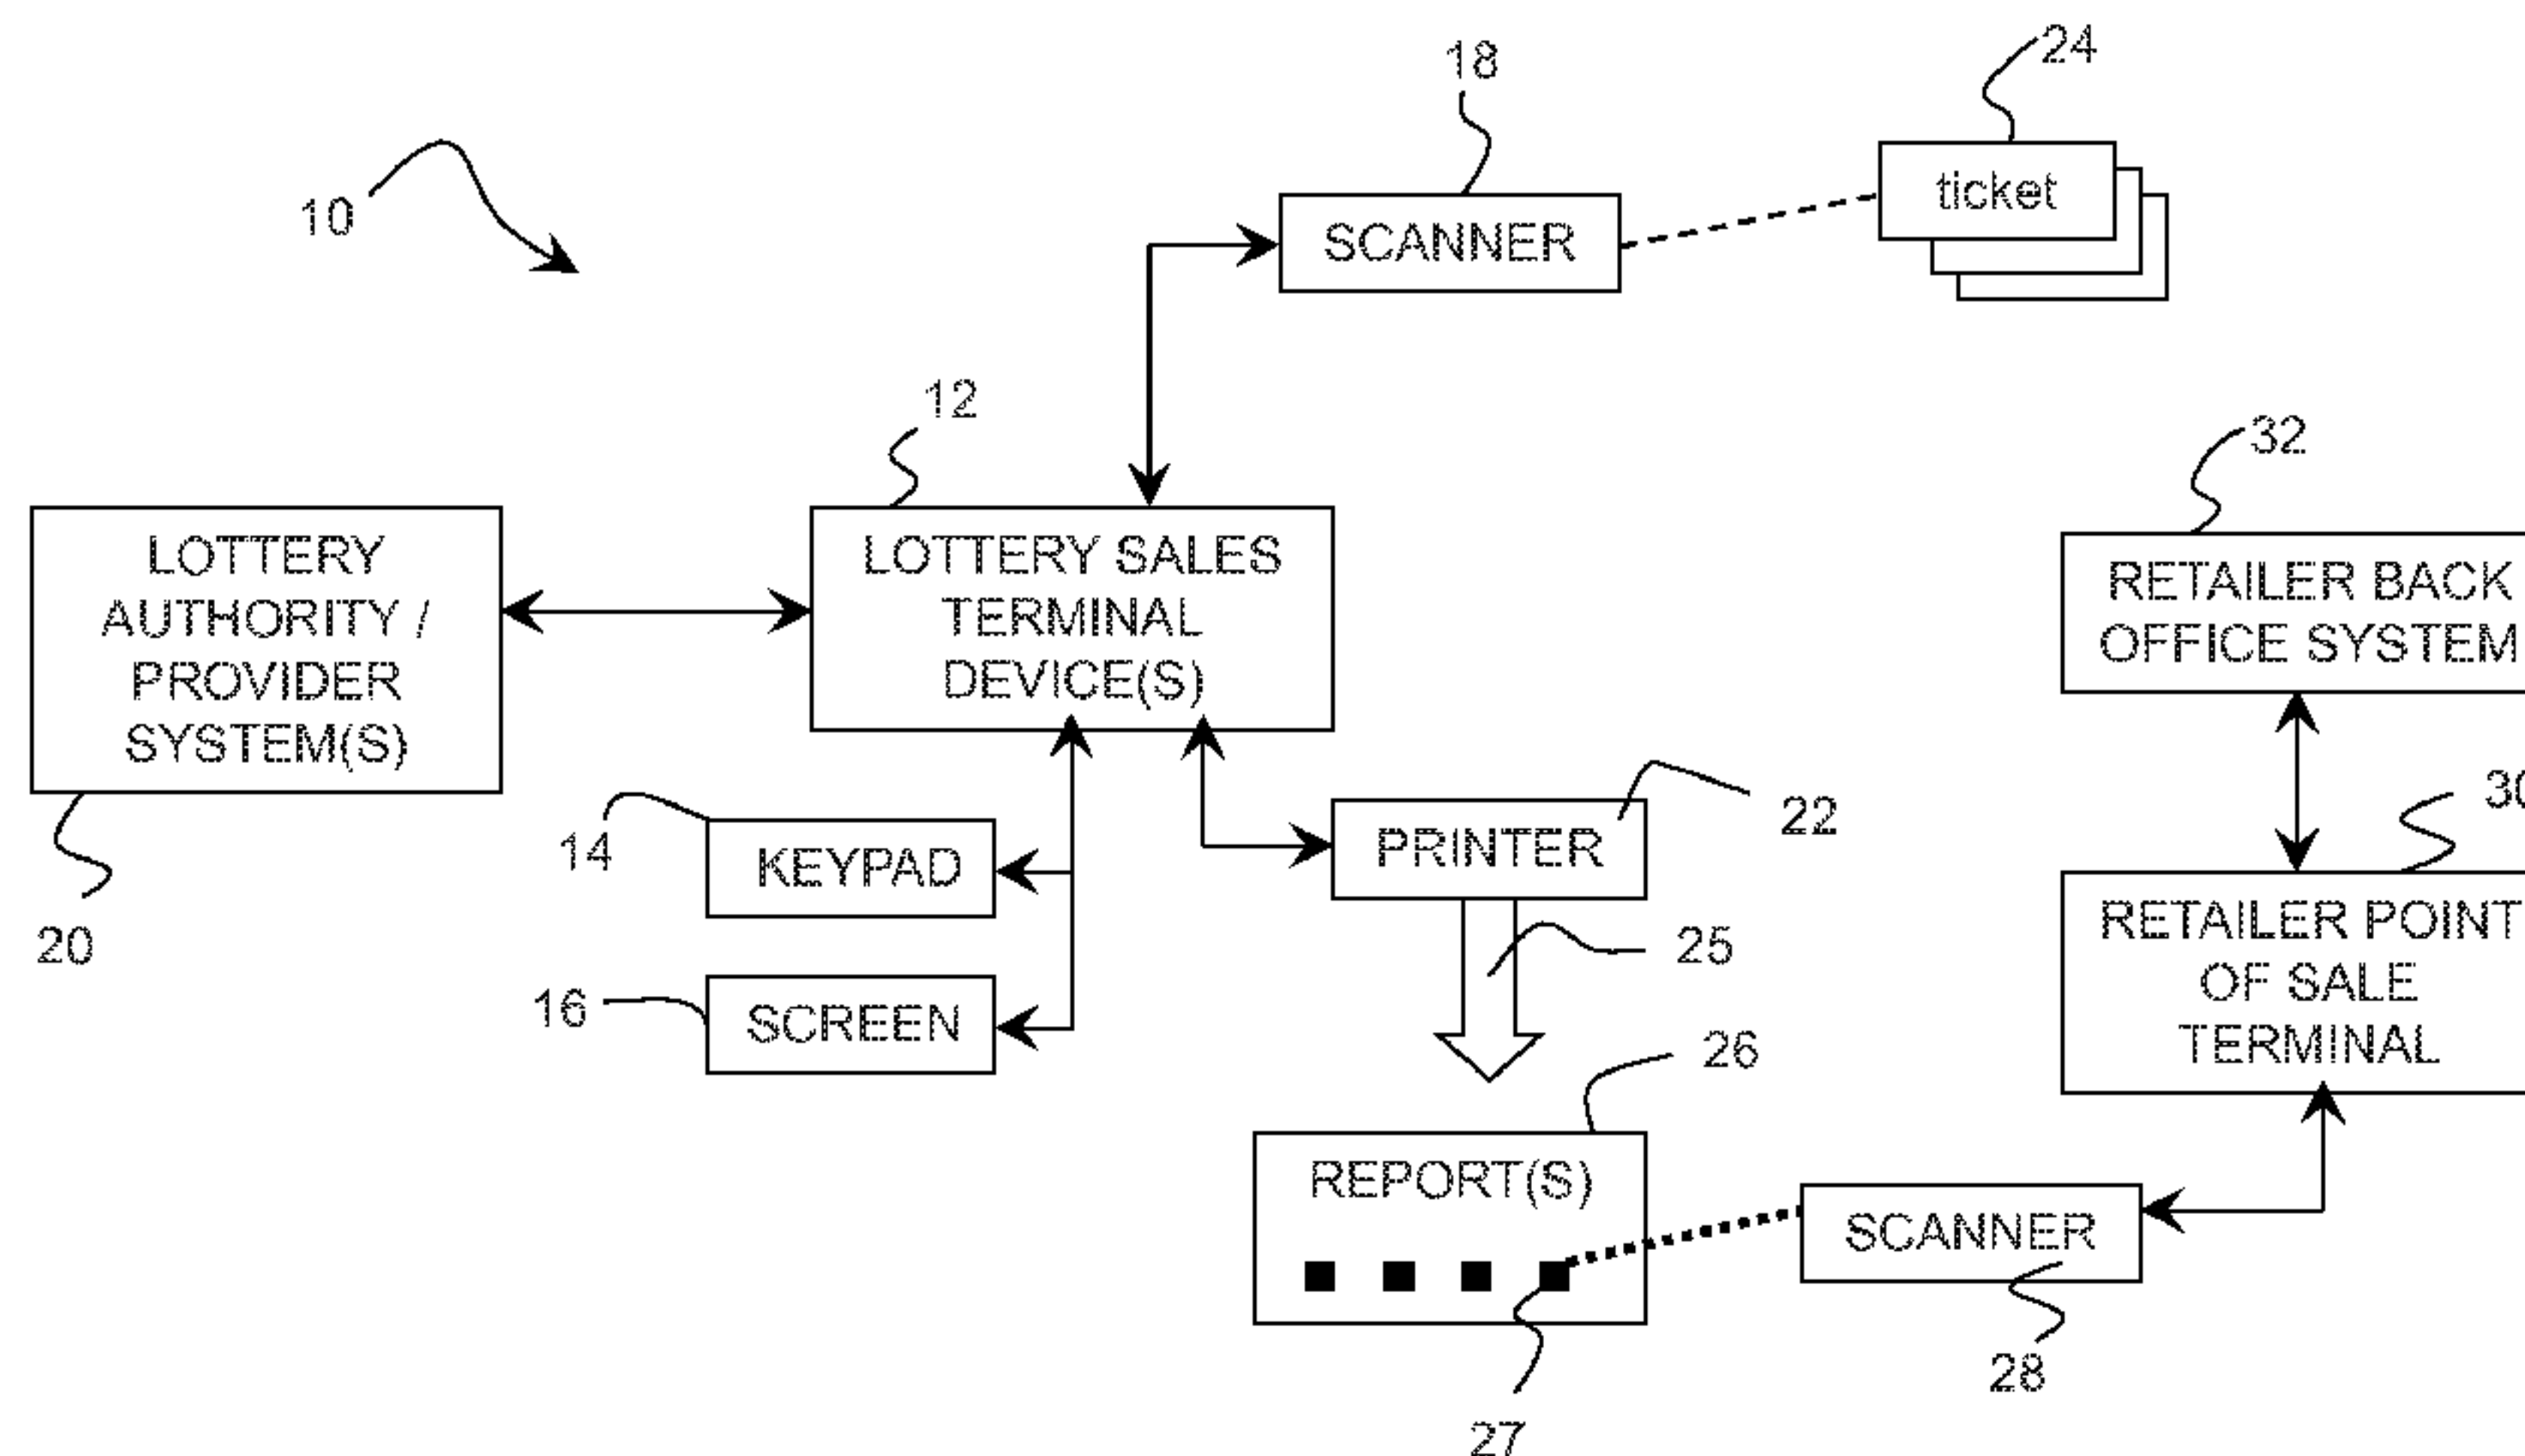 18
24
ticket
10
SCANNER
12
32
LOTTERY
AUTHORITY /
PROVIDER
SYSTEM(S)
LOTTERY SALES
TERMINAL
DEVICE(S)
RETAILER BACK
OFFICE SYSTEM
30
14
KEYPAD
PRINTER
22
20
25
RETAILER POINT
OF SALE
TERMINAL
16
SCREEN
26
REPORT(S)
SCANNER
28
27